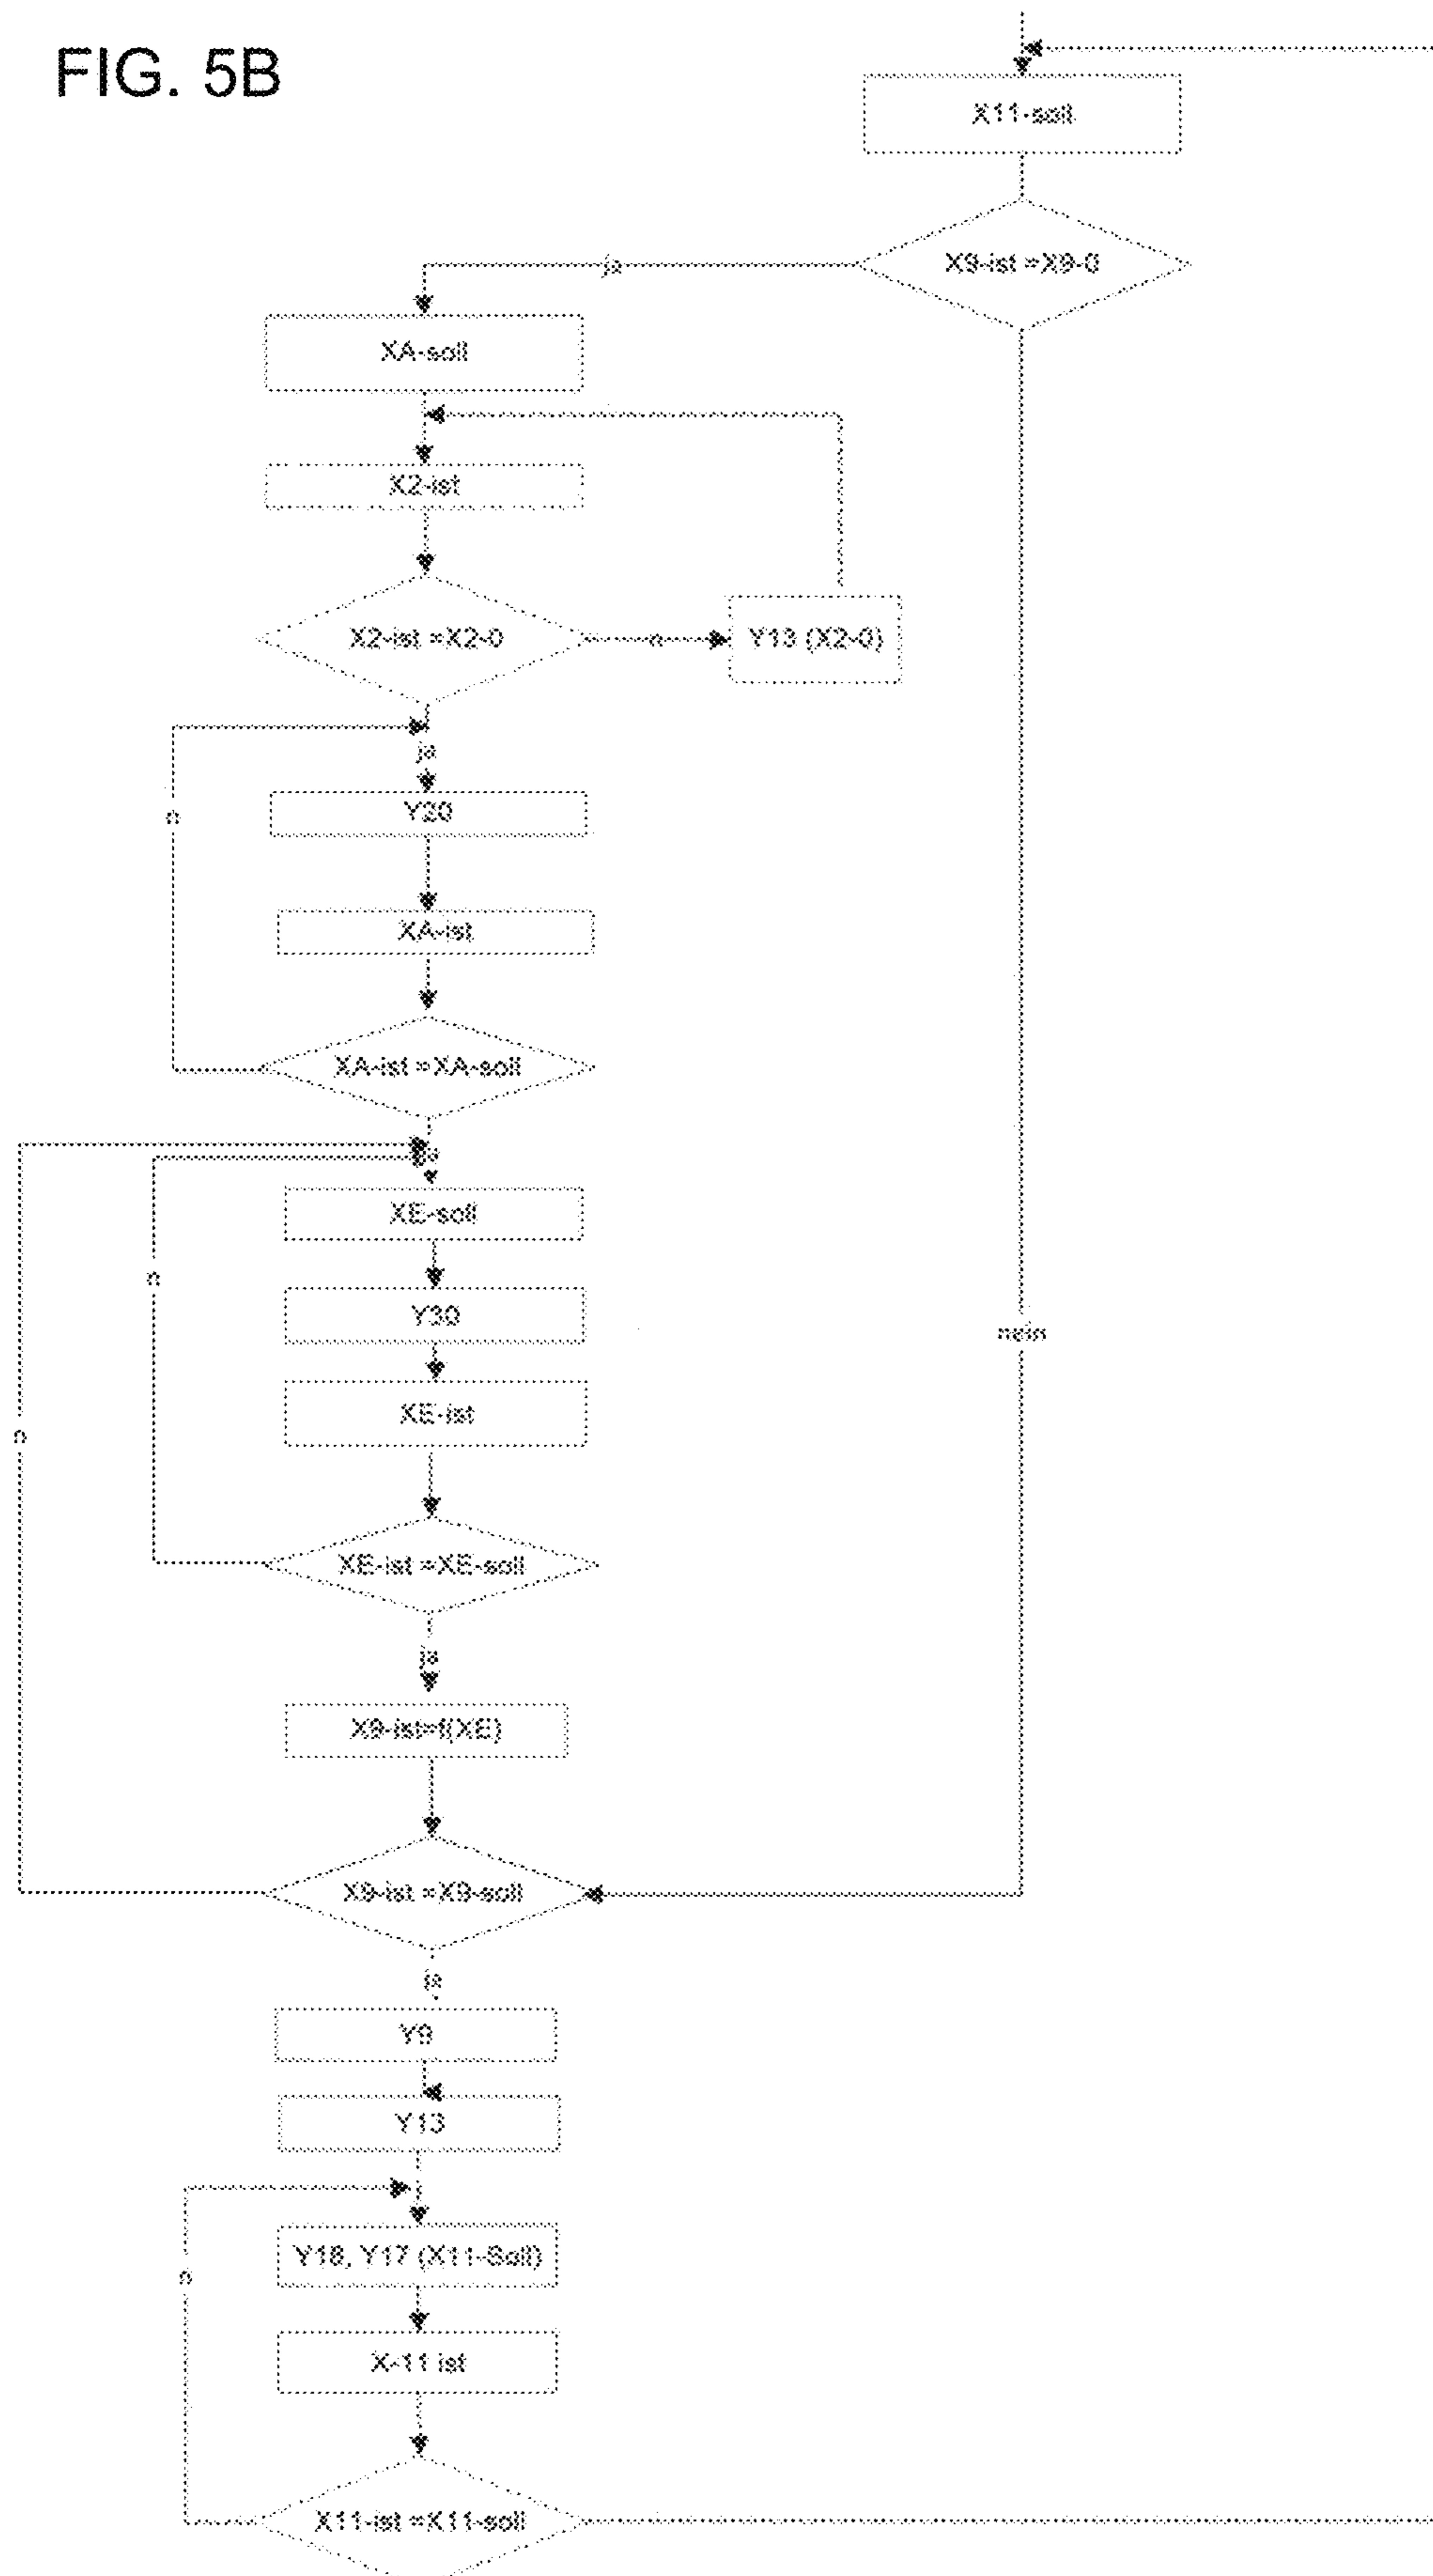 FIG. 5B
X11-soll
X9-ist =X9-0
ja
XA-soll
X2-ist
X2-ist =X2-0
n
Y13 (X2-0)
ja
Y20
n
XA-ist
XA-ist =XA-soll
ja
XE-soll
n
Y30
nein
XE-ist
n
XE-ist =XE-soll
ja
X9-ist=f(XE)
X9-ist =X9-soll
ja
Y9
Y13
Y18, Y17 (X11-Soll)
n
X-11 ist
X11-ist =X11-soll